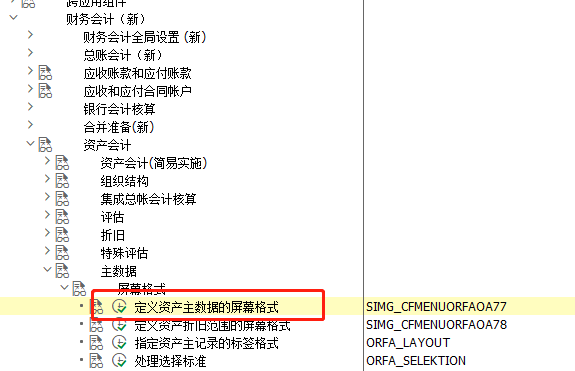 跨应用组件
财务会计（新）
财务会计全局设置 (新)
总账会计（新）
应收账款和应付账款
应收和应付合同帐户
银行会计核算
合并准备(新)
资产会计
资产会计(简易实施)
组织结构
集成总帐会计核算
评估
折旧
特殊评估
主数据
屏幕格式
定义资产主数据的屏幕格式 SIMG_CFMENUORFAOA77
定义资产折旧范围的屏幕格式 SIMG_CFMENUORFAOA78
指定资产主记录的标签格式 ORFA_LAYOUT
处理选择标准 ORFA_SELEKTION